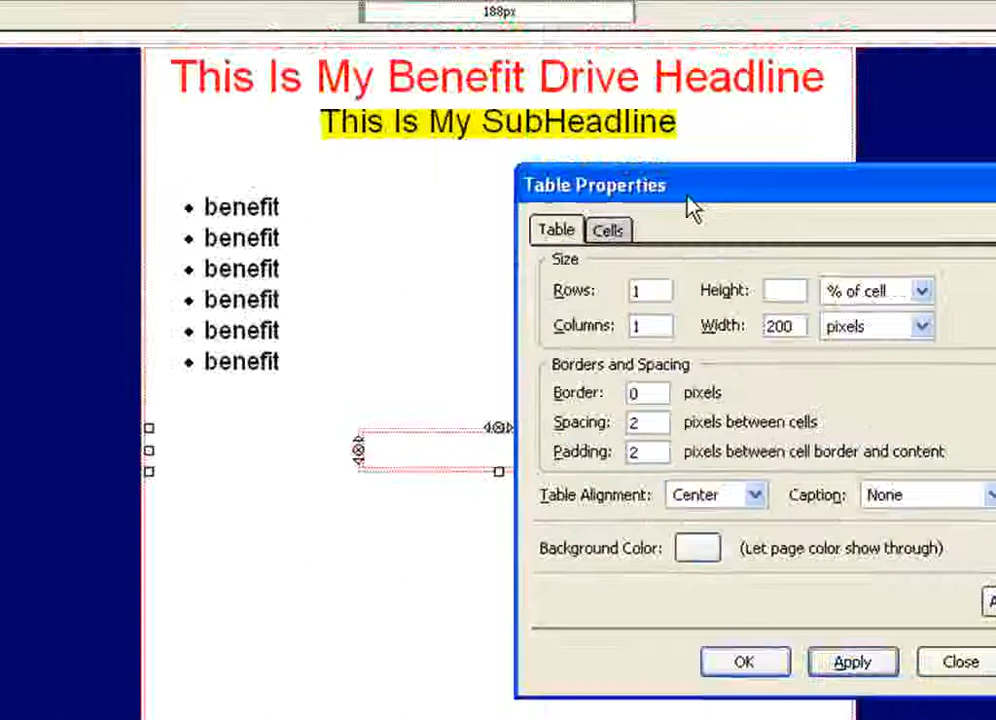 188px
This Is My Benefit Drive Headline
This Is My SubHeadline
benefit
benefit
benefit
benefit
benefit
benefit
Table Properties
Table Cells
Size
Rows: 1 Height: % of cell
Columns: 1 Width: 200 pixels
Borders and Spacing
Border: 0 pixels
Spacing: 2 pixels between cells
Padding: 2 pixels between cell border and content
Table Alignment: Center Caption: None
Background Color: (Let page color show through)
A
OK Apply Close